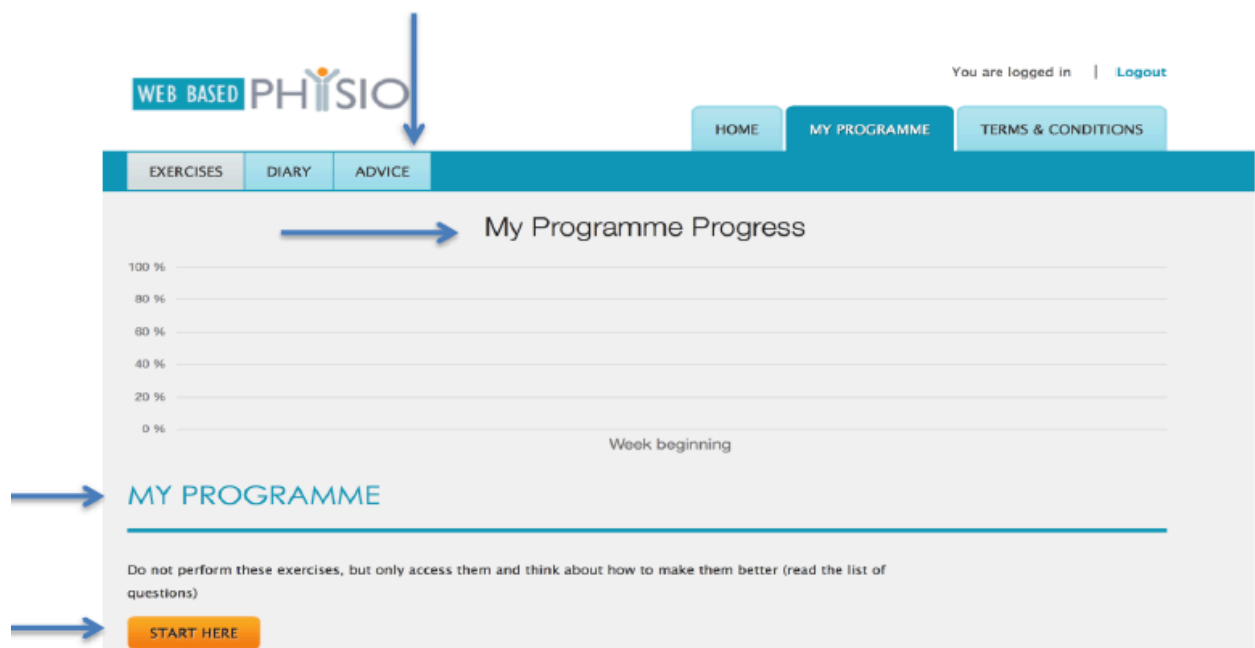 You are logged in | Logout
WEB BASED PHYSIO
HOME MY PROGRAMME TERMS & CONDITIONS
EXERCISES DIARY ADVICE
My Programme Progress
100 %
80 %
60 %
40 %
20 %
0 %
Week beginning
MY PROGRAMME
Do not perform these exercises, but only access them and think about how to make them better (read the list of
questions)
START HERE